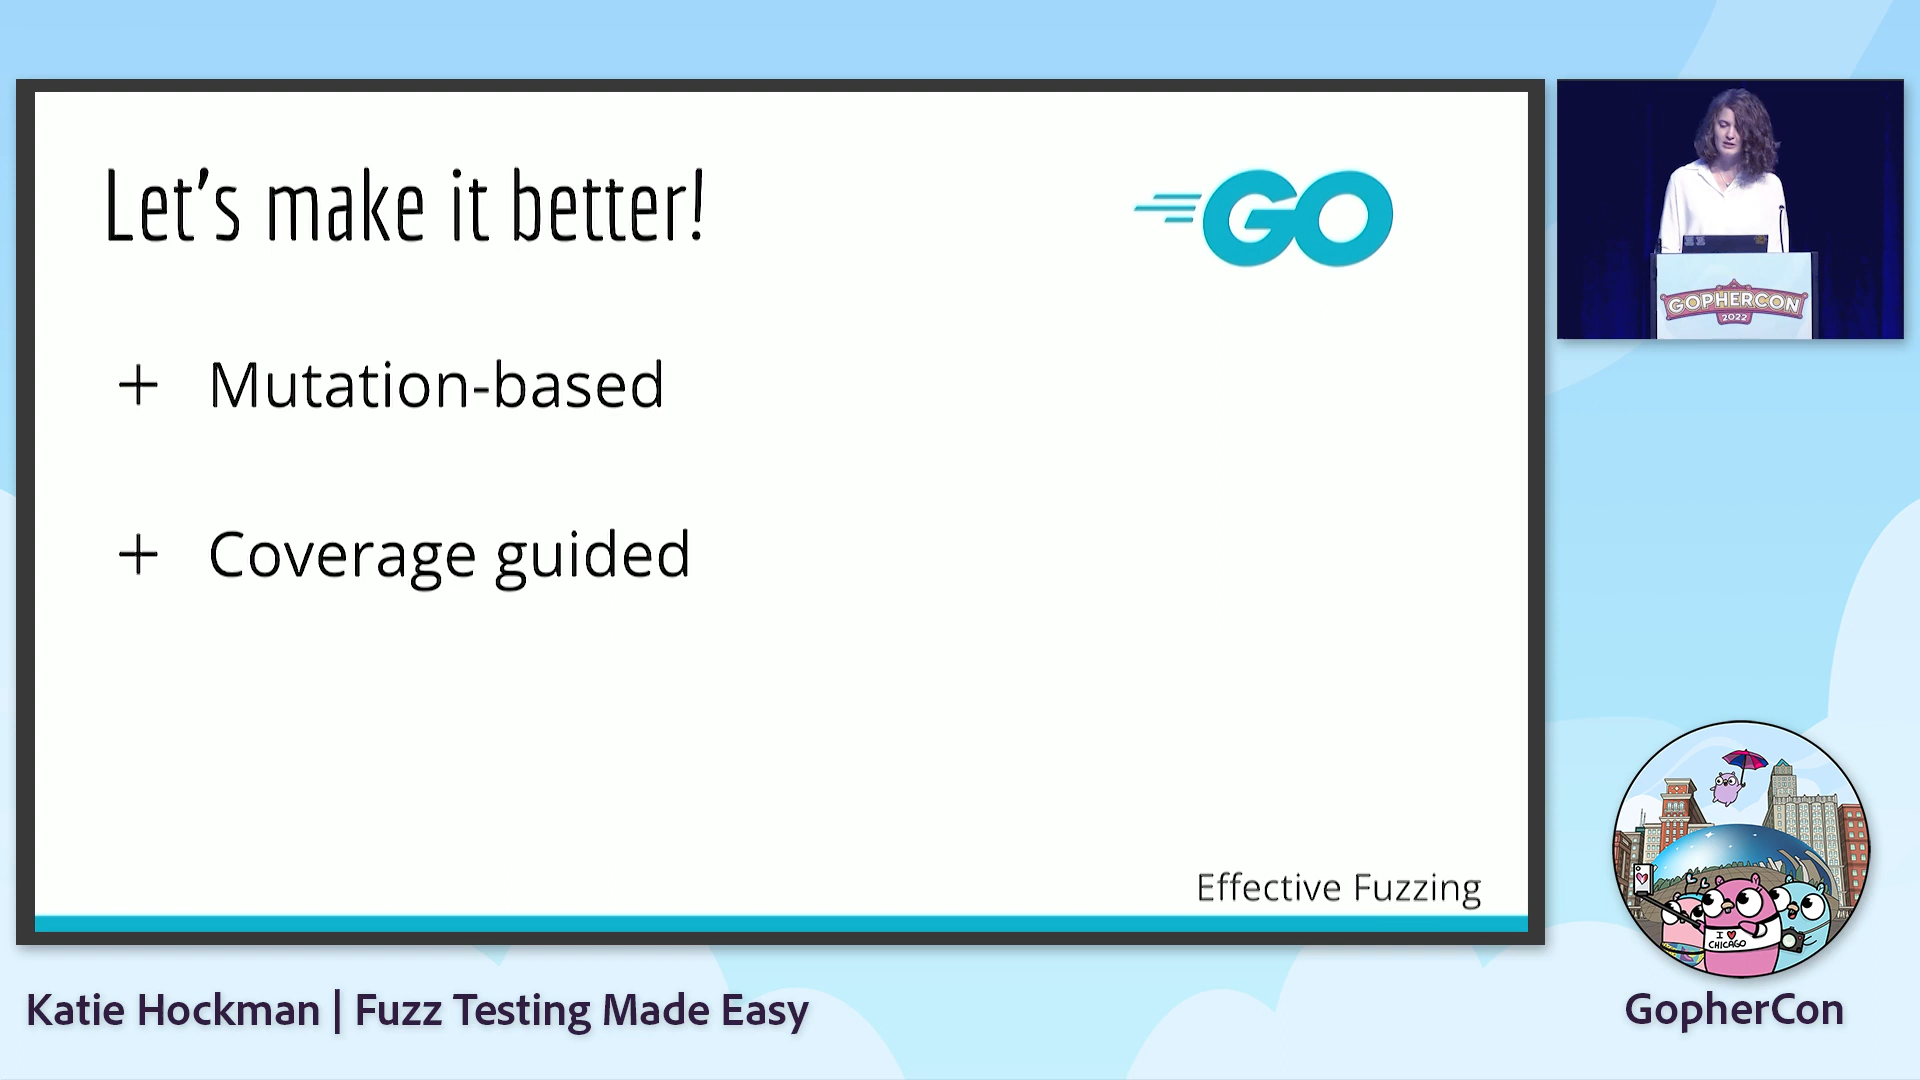 Let's make it better!
GO
+ Mutation-based
+ Coverage guided
Effective Fuzzing
GOPHERCON
2022
I
CHICAGO
Katie Hockman | Fuzz Testing Made Easy
GopherCon